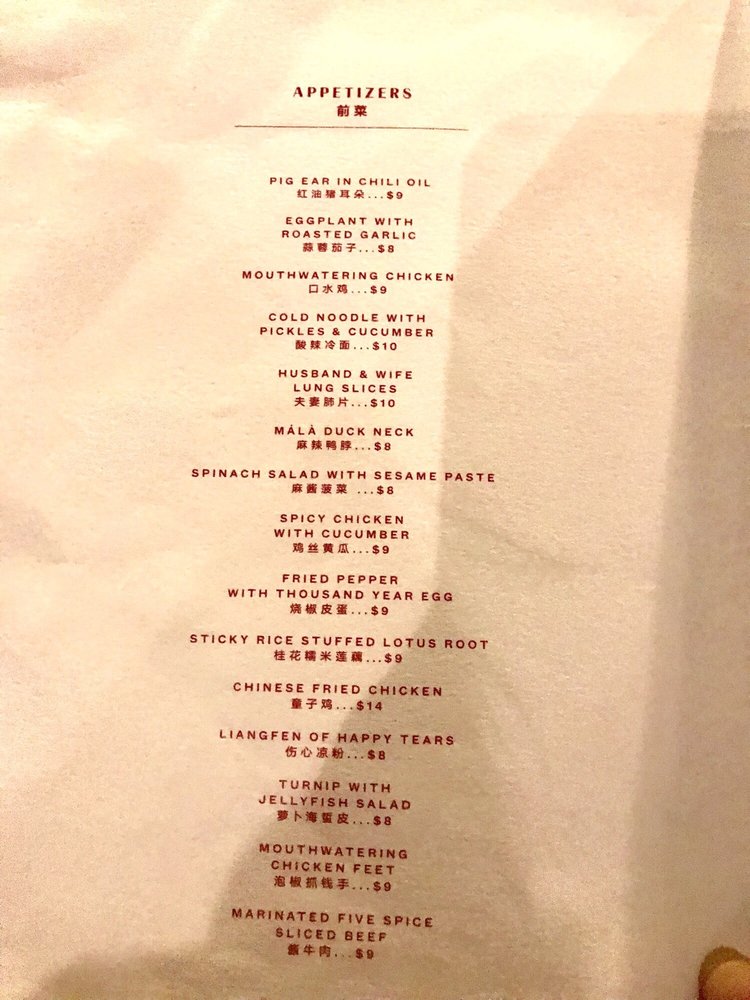 APPETIZERS
前菜
PIG EAR IN CHILI OIL
红油猪耳朵...$9
EGGPLANT WITH
ROASTED GARLIC
蒜蓉茄子...$8
MOUTHWATERING CHICKEN
口水鸡...$9
COLD NOODLE WITH
PICKLES & CUCUMBER
酸辣冷面...$10
HUSBAND & WIFE
LUNG SLICES
夫妻肺片...$10
MÁLÀ DUCK NECK
麻辣鸭脖...$8
SPINACH SALAD WITH SESAME PASTE
麻酱菠菜 ...$8
SPICY CHICKEN
WITH CUCUMBER
鸡丝黄瓜...$9
FRIED PEPPER
WITH THOUSAND YEAR EGG
烧椒皮蛋...$9
STICKY RICE STUFFED LOTUS ROOT
桂花糯米莲藕...$9
CHINESE FRIED CHICKEN
童子鸡...$14
LIANGFEN OF HAPPY TEARS
伤心凉粉...$8
TURNIP WITH
JELLYFISH SALAD
萝卜海蜇皮...$8
MOUTHWATERING
CHICKEN FEET
泡椒抓钱手...$9
MARINATED FIVE SPICE
SLICED BEEF
酱牛肉...$9